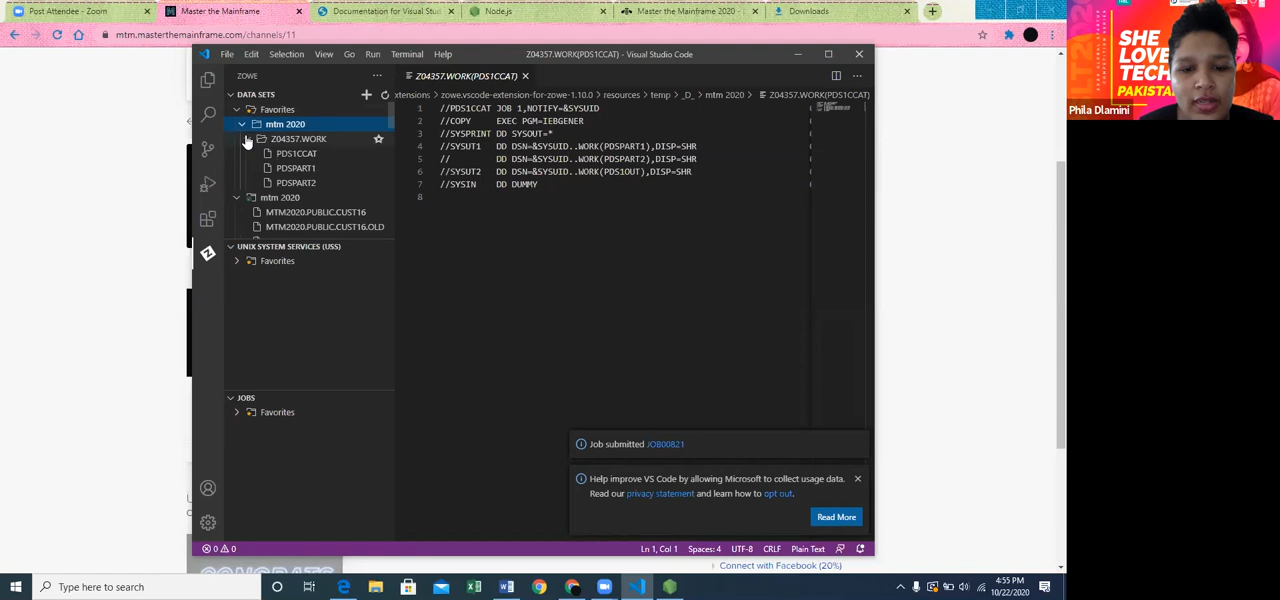 Post Attendee - Zoom
Master the Mainframe
Documentation for Visual Stud
Node.js
Master the Mainframe 2020 -
Downloads
mtm.masterthemainframe.com/channels/11
File Edit Selection View Go Run Terminal Help
Z04357.WORK(PDS1CCAT) - Visual Studio Code
ZOWE
Z04357.WORK(PDS1CCAT)
DATA SETS
xtensions > zowe.vscode-extension-for-zowe-1.10.0 > resources > temp > _D_ > mtm 2020 > Z04357.WORK(PDS1CCAT)
Favorites
mtm 2020
Z04357.WORK
PDS1CCAT
PDSPART1
PDSPART2
mtm 2020
MTM2020.PUBLIC.CUST16
MTM2020.PUBLIC.CUST16.OLD
UNIX SYSTEM SERVICES (USS)
Favorites
JOBS
Favorites
1 //PDS1CCAT JOB 1,NOTIFY=&SYSUID
2 //COPY EXEC PGM=IEBGENER
3 //SYSPRINT DD SYSOUT=*
4 //SYSUT1 DD DSN=&SYSUID..WORK(PDSPART1),DISP=SHR
5 // DD DSN=&SYSUID..WORK(PDSPART2),DISP=SHR
6 //SYSUT2 DD DSN=&SYSUID..WORK(PDS1OUT),DISP=SHR
7 //SYSIN DD DUMMY
8
Job submitted JOB00821
Help improve VS Code by allowing Microsoft to collect usage data.
Read our privacy statement and learn how to opt out.
Read More
0 0
Ln 1, Col 1 Spaces: 4 UTF-8 CRLF Plain Text
Connect with Facebook (20%)
Type here to search
4:55 PM
10/22/2020
SHE
LOVE
TECH
PAKISTA
Phila Dlamini